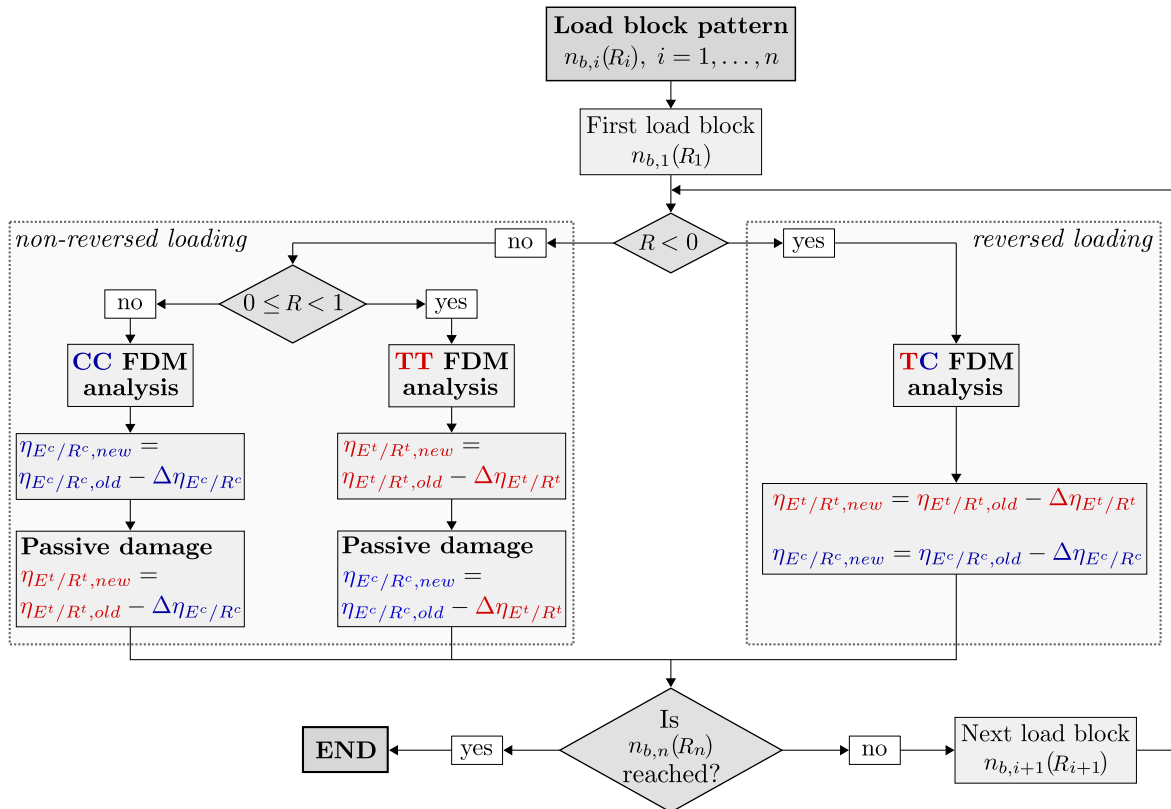 Load block pattern
n_{b,i}(R_i), i = 1, . . . , n
First load block
n_{b,1}(R_1)
non-reversed loading
no
R < 0
yes
reversed loading
no
0 ≤ R < 1
yes
CC FDM
analysis
TT FDM
analysis
TC FDM
analysis
η_{E^c/R^c,new} =
η_{E^c/R^c,old} − Δη_{E^c/R^c}
η_{E^t/R^t,new} =
η_{E^t/R^t,old} − Δη_{E^t/R^t}
η_{E^t/R^t,new} = η_{E^t/R^t,old} − Δη_{E^t/R^t}
η_{E^c/R^c,new} = η_{E^c/R^c,old} − Δη_{E^c/R^c}
Passive damage
η_{E^t/R^t,new} =
η_{E^t/R^t,old} − Δη_{E^c/R^c}
Passive damage
η_{E^c/R^c,new} =
η_{E^c/R^c,old} − Δη_{E^t/R^t}
END
yes
Is
n_{b,n}(R_n)
reached?
no
Next load block
n_{b,i+1}(R_{i+1})